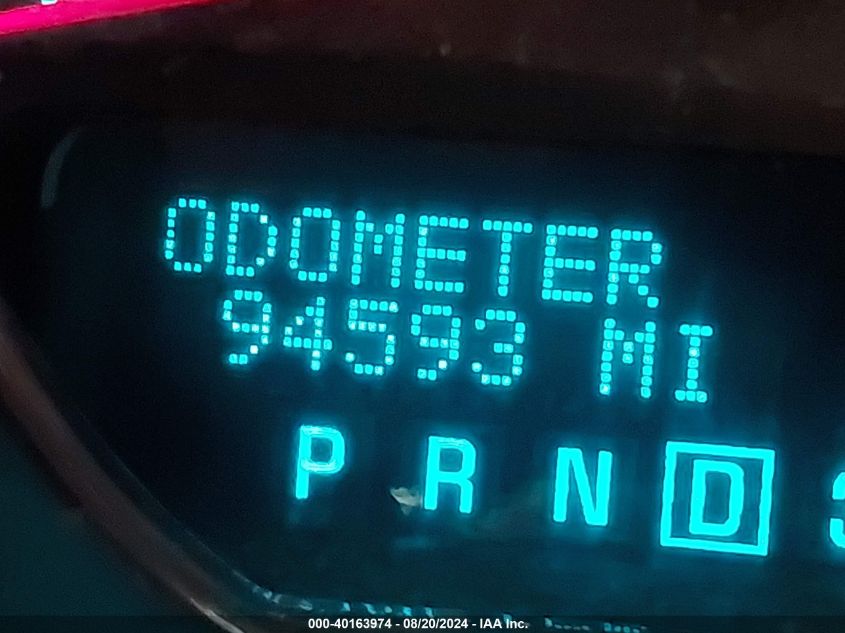 ODOMETER
94593 MI
P R N D 3
000-40163974 - 08/20/2024 - IAA Inc.